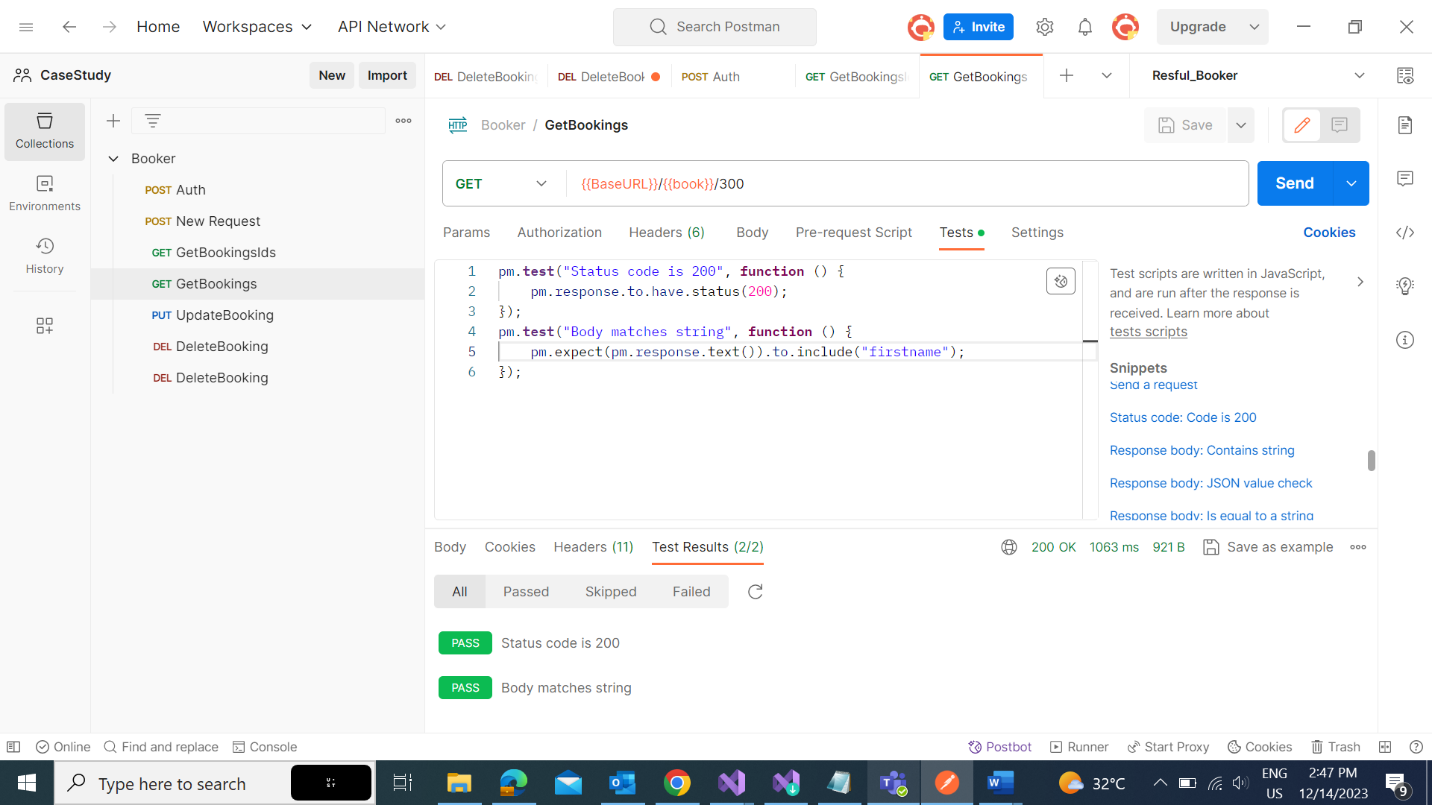 Home Workspaces API Network Search Postman Invite Upgrade
CaseStudy New Import DEL DeleteBooking DEL DeleteBook POST Auth GET GetBookingsI GET GetBookings Resful_Booker
Collections
Environments
History
Booker
POST Auth
POST New Request
GET GetBookingsIds
GET GetBookings
PUT UpdateBooking
DEL DeleteBooking
DEL DeleteBooking
HTTP Booker / GetBookings Save
GET {{BaseURL}}/{{book}}/300 Send
Params Authorization Headers (6) Body Pre-request Script Tests Settings Cookies
1 pm.test("Status code is 200", function () {
2 pm.response.to.have.status(200);
3 });
4 pm.test("Body matches string", function () {
5 pm.expect(pm.response.text()).to.include("firstname");
6 });
Test scripts are written in JavaScript,
and are run after the response is
received. Learn more about
tests scripts
Snippets
Send a request
Status code: Code is 200
Response body: Contains string
Response body: JSON value check
Response body: Is equal to a string
Body Cookies Headers (11) Test Results (2/2) 200 OK 1063 ms 921 B Save as example
All Passed Skipped Failed
PASS Status code is 200
PASS Body matches string
Online Find and replace Console Postbot Runner Start Proxy Cookies Trash
Type here to search 32°C ENG 2:47 PM
US 12/14/2023 9